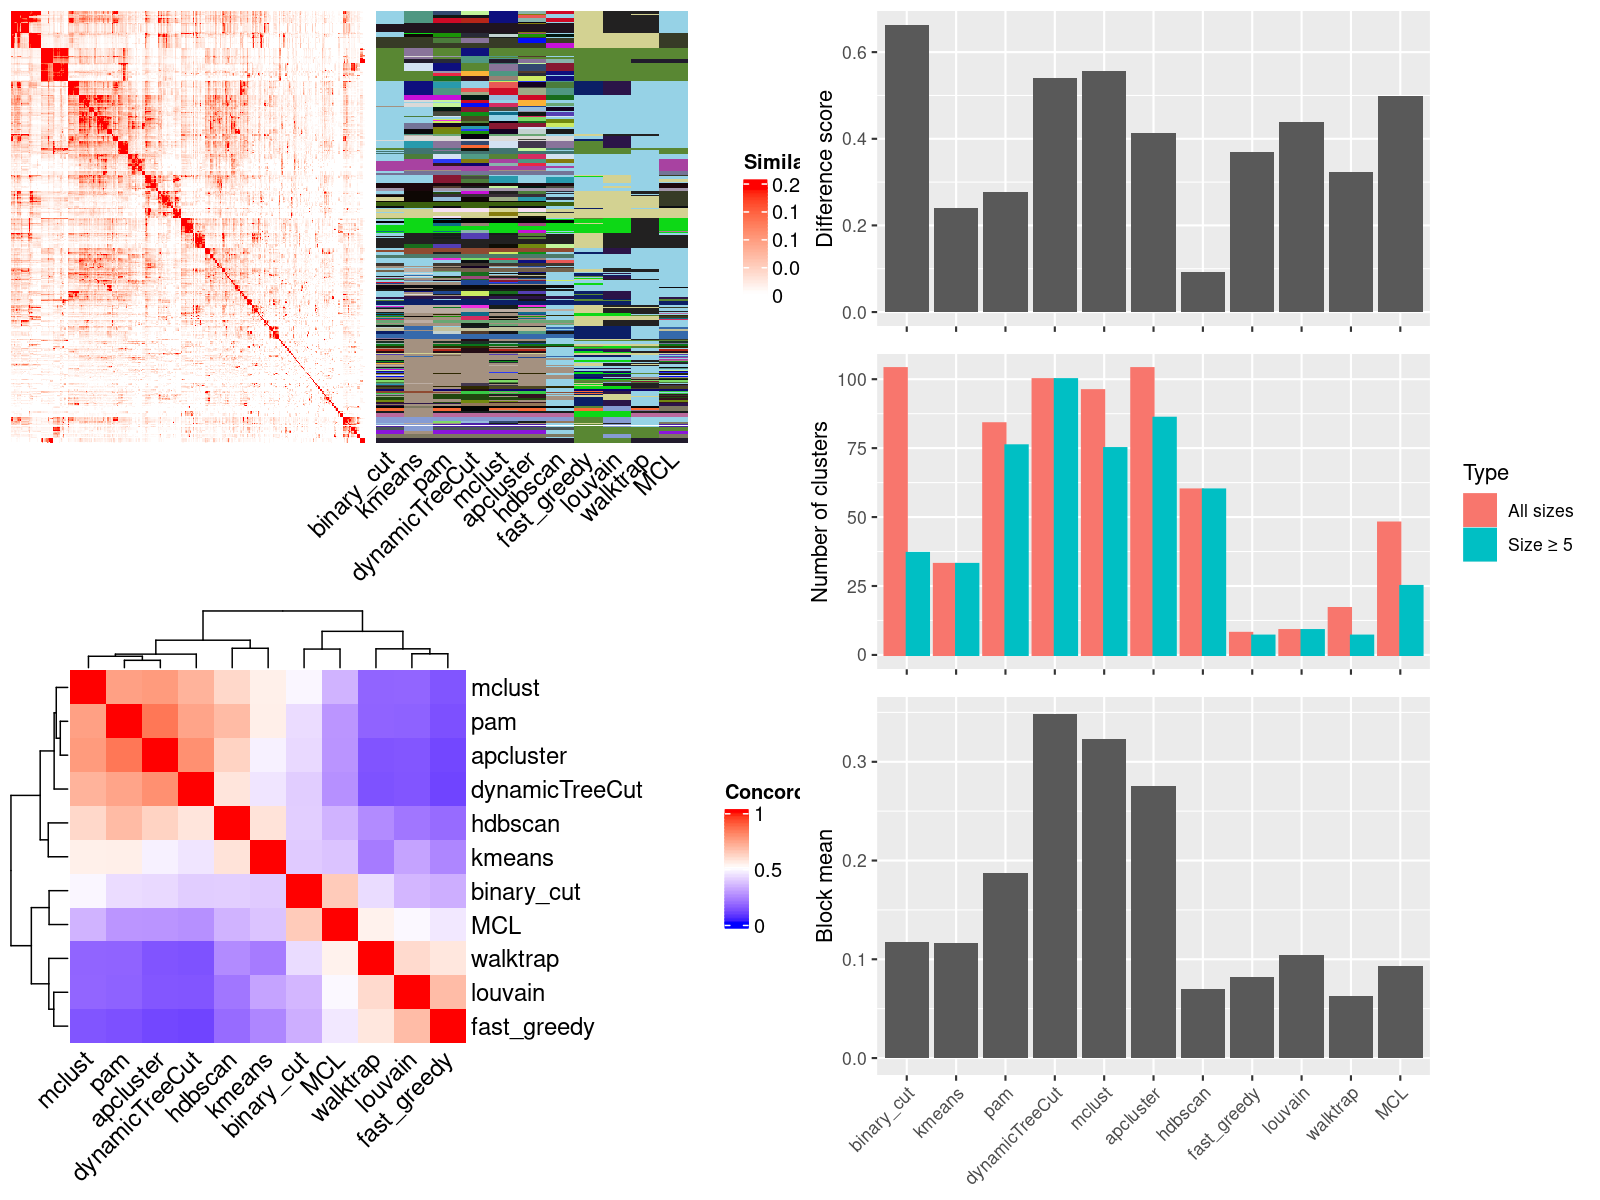 Simila
0.2
0.1
0.1
0.0
0
binary_cut
kmeans
pam
dynamicTreeCut
mclust
apcluster
hdbscan
fast_greedy
louvain
walktrap
MCL
mclust
pam
apcluster
dynamicTreeCut
hdbscan
kmeans
binary_cut
MCL
walktrap
louvain
fast_greedy
mclust
pam
apcluster
dynamicTreeCut
hdbscan
kmeans
binary_cut
MCL
walktrap
louvain
fast_greedy
Concord
1
0.5
0
Difference score
0.6
0.4
0.2
0.0
Number of clusters
100
75
50
25
0
Type
All sizes
Size ≥ 5
Block mean
0.3
0.2
0.1
0.0
binary_cut
kmeans
pam
dynamicTreeCut
mclust
apcluster
hdbscan
fast_greedy
louvain
walktrap
MCL